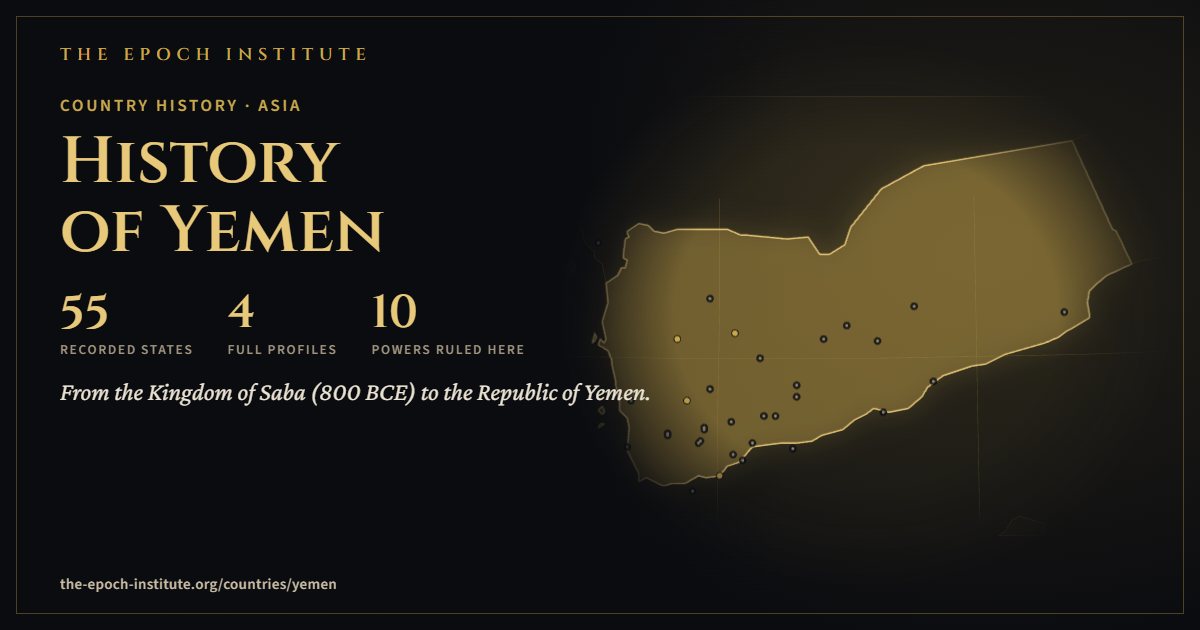 THE EPOCH INSTITUTE
COUNTRY HISTORY · ASIA
HISTORY
OF YEMEN
55 4 10
RECORDED STATES FULL PROFILES POWERS RULED HERE
From the Kingdom of Saba (800 BCE) to the Republic of Yemen.
the-epoch-institute.org/countries/yemen